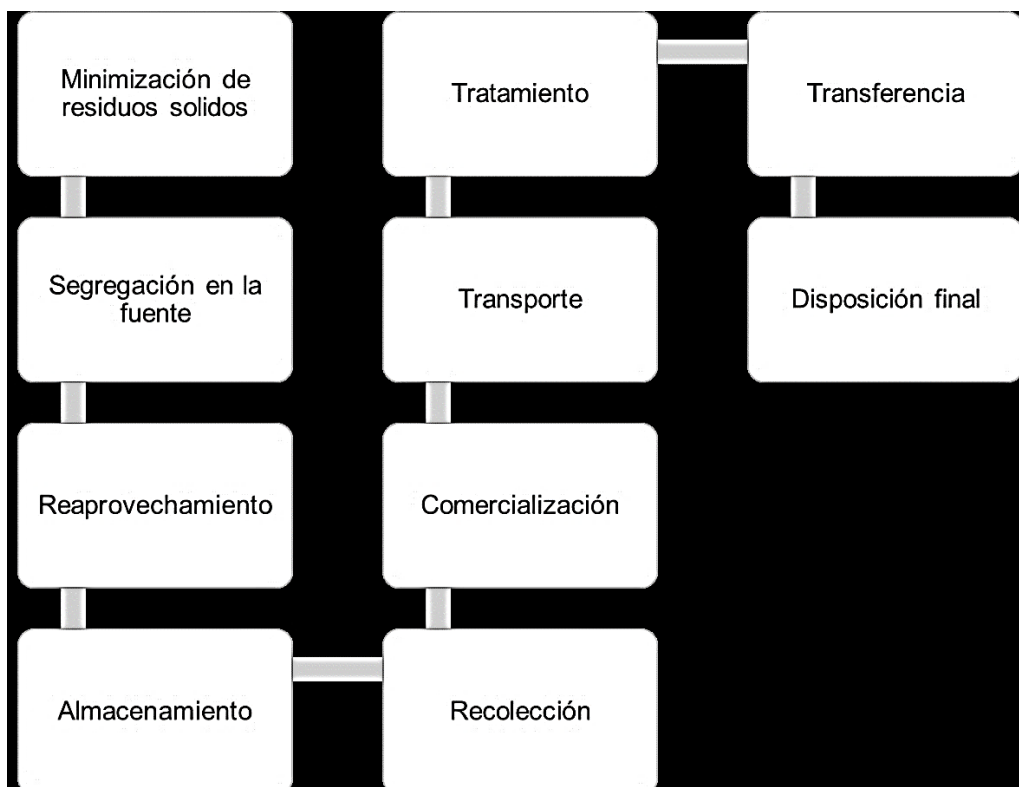 Minimización de
residuos solidos
Segregación en la
fuente
Reaprovechamiento
Almacenamiento
Recolección
Comercialización
Transporte
Tratamiento
Transferencia
Disposición final